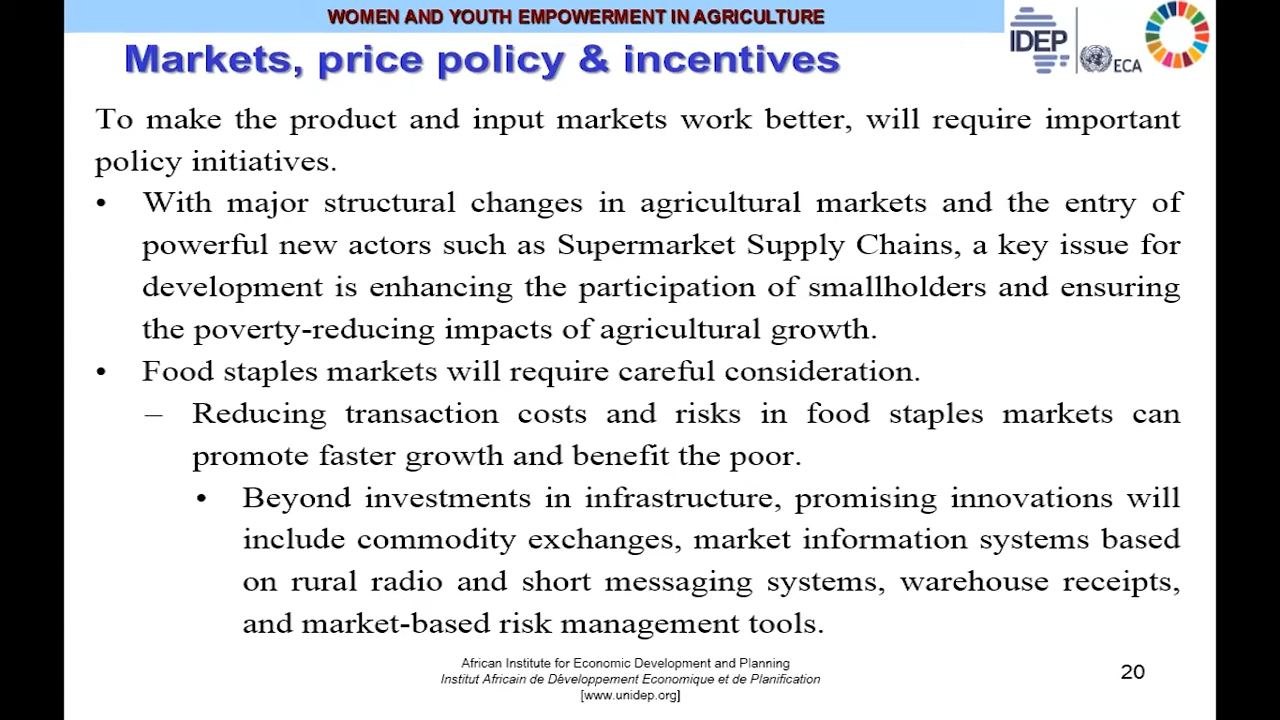 WOMEN AND YOUTH EMPOWERMENT IN AGRICULTURE
Markets, price policy & incentives
IDEP
ECA
To make the product and input markets work better, will require important
policy initiatives.
• With major structural changes in agricultural markets and the entry of
powerful new actors such as Supermarket Supply Chains, a key issue for
development is enhancing the participation of smallholders and ensuring
the poverty-reducing impacts of agricultural growth.
• Food staples markets will require careful consideration.
– Reducing transaction costs and risks in food staples markets can
promote faster growth and benefit the poor.
• Beyond investments in infrastructure, promising innovations will
include commodity exchanges, market information systems based
on rural radio and short messaging systems, warehouse receipts,
and market-based risk management tools.
African Institute for Economic Development and Planning
Institut Africain de Développement Economique et de Planification
[www.unidep.org]
20